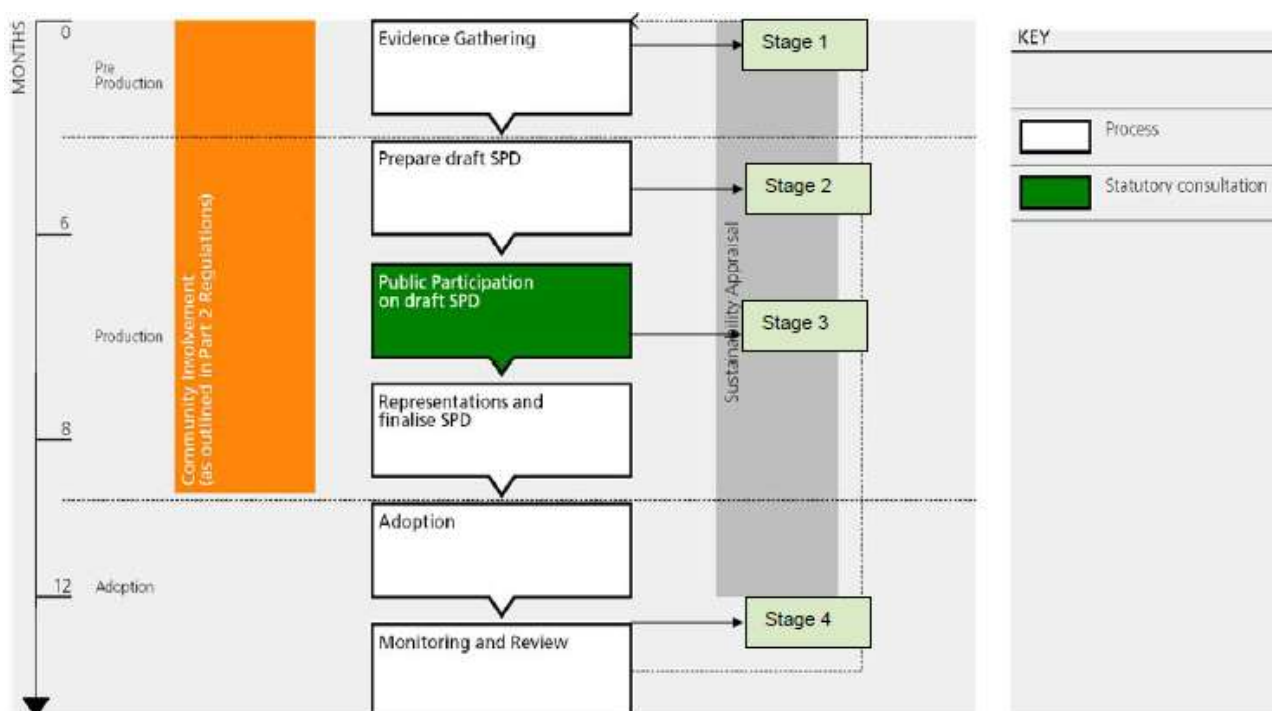 MONTHS
0
Pre
Production
6
Production
8
12
Adoption
Community Involvement
(as outlined in Part 2 Regulations)
Evidence Gathering
Prepare draft SPD
Public Participation
on draft SPD
Representations and
finalise SPD
Adoption
Monitoring and Review
Sustainability Appraisal
Stage 1
Stage 2
Stage 3
Stage 4
KEY
Process
Statutory consultation